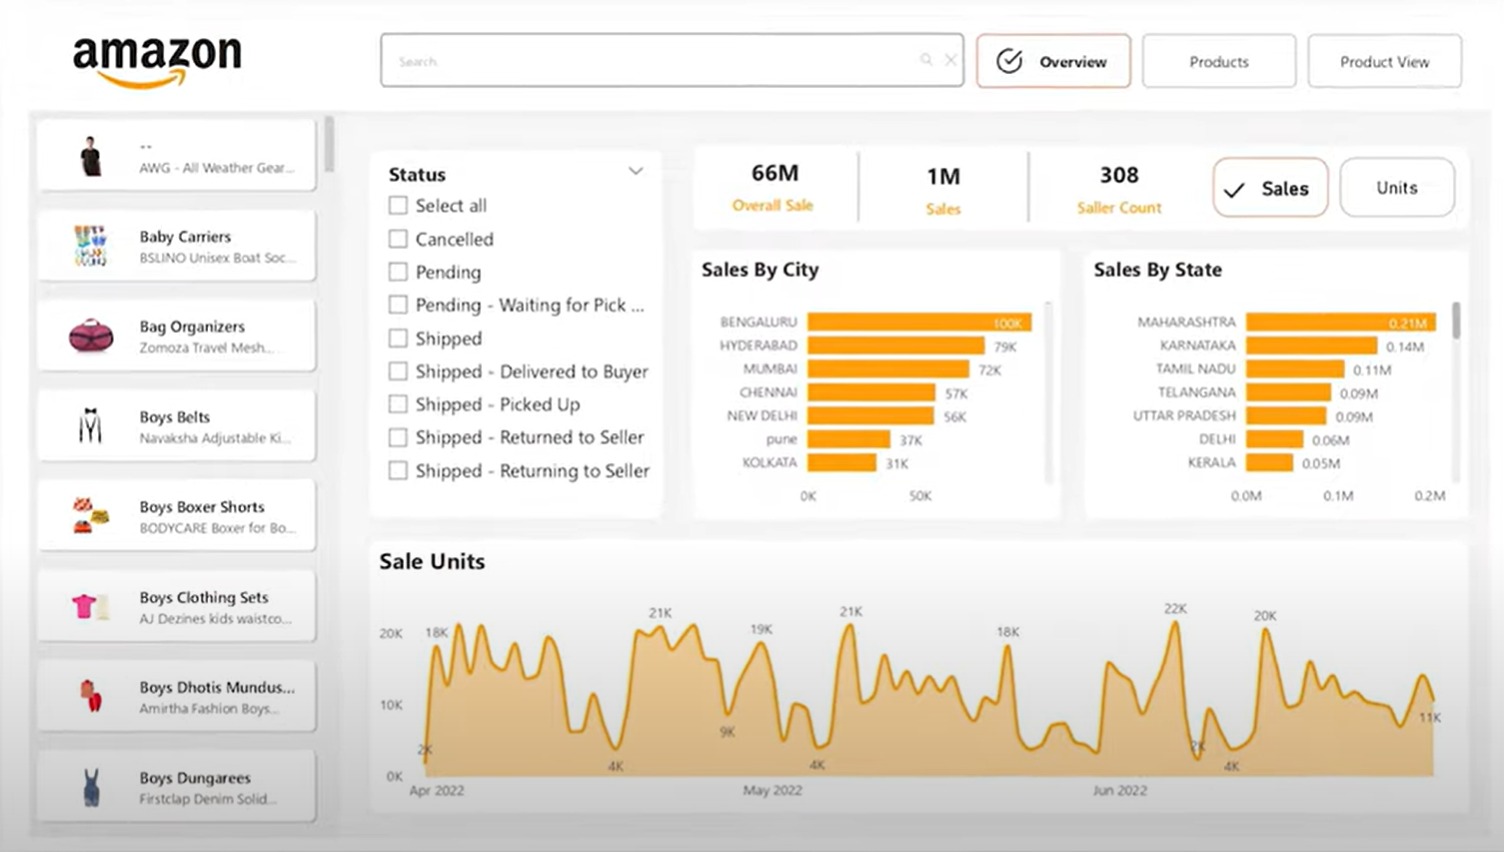 amazon
Search
Overview
Products
Product View
--
AWG - All Weather Gear...
Baby Carriers
BSLINO Unisex Boat Soc...
Bag Organizers
Zomoza Travel Mesh...
Boys Belts
Navaksha Adjustable Ki...
Boys Boxer Shorts
BODYCARE Boxer for Bo...
Boys Clothing Sets
AJ Dezines kids waistco...
Boys Dhotis Mundus...
Amirtha Fashion Boys...
Boys Dungarees
Firstclap Denim Solid...
Status
Select all
Cancelled
Pending
Pending - Waiting for Pick ...
Shipped
Shipped - Delivered to Buyer
Shipped - Picked Up
Shipped - Returned to Seller
Shipped - Returning to Seller
66M
Overall Sale
1M
Sales
308
Saller Count
Sales
Units
Sales By City
BENGALURU 100K
HYDERABAD 79K
MUMBAI 72K
CHENNAI 57K
NEW DELHI 56K
pune 37K
KOLKATA 31K
0K 50K
Sales By State
MAHARASHTRA 0.21M
KARNATAKA 0.14M
TAMIL NADU 0.11M
TELANGANA 0.09M
UTTAR PRADESH 0.09M
DELHI 0.06M
KERALA 0.05M
0.0M 0.1M 0.2M
Sale Units
20K
10K
0K
2K
18K
4K
21K
9K
19K
4K
21K
18K
22K
2K
4K
20K
11K
Apr 2022 May 2022 Jun 2022